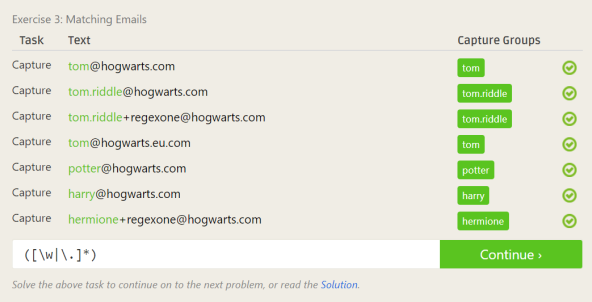 Exercise 3: Matching Emails
Task Text Capture Groups
Capture tom@hogwarts.com tom
Capture tom.riddle@hogwarts.com tom.riddle
Capture tom.riddle+regexone@hogwarts.com tom.riddle
Capture tom@hogwarts.eu.com tom
Capture potter@hogwarts.com potter
Capture harry@hogwarts.com harry
Capture hermione+regexone@hogwarts.com hermione
([\w|\.]*) Continue ›
Solve the above task to continue on to the next problem, or read the Solution.